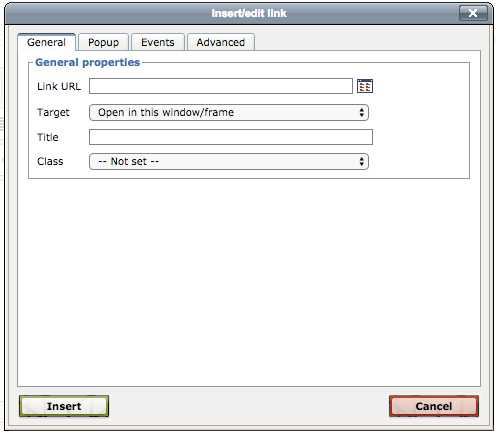 Insert/edit link
General Popup Events Advanced
General properties
Link URL
Target Open in this window/frame
Title
Class -- Not set --
Insert Cancel